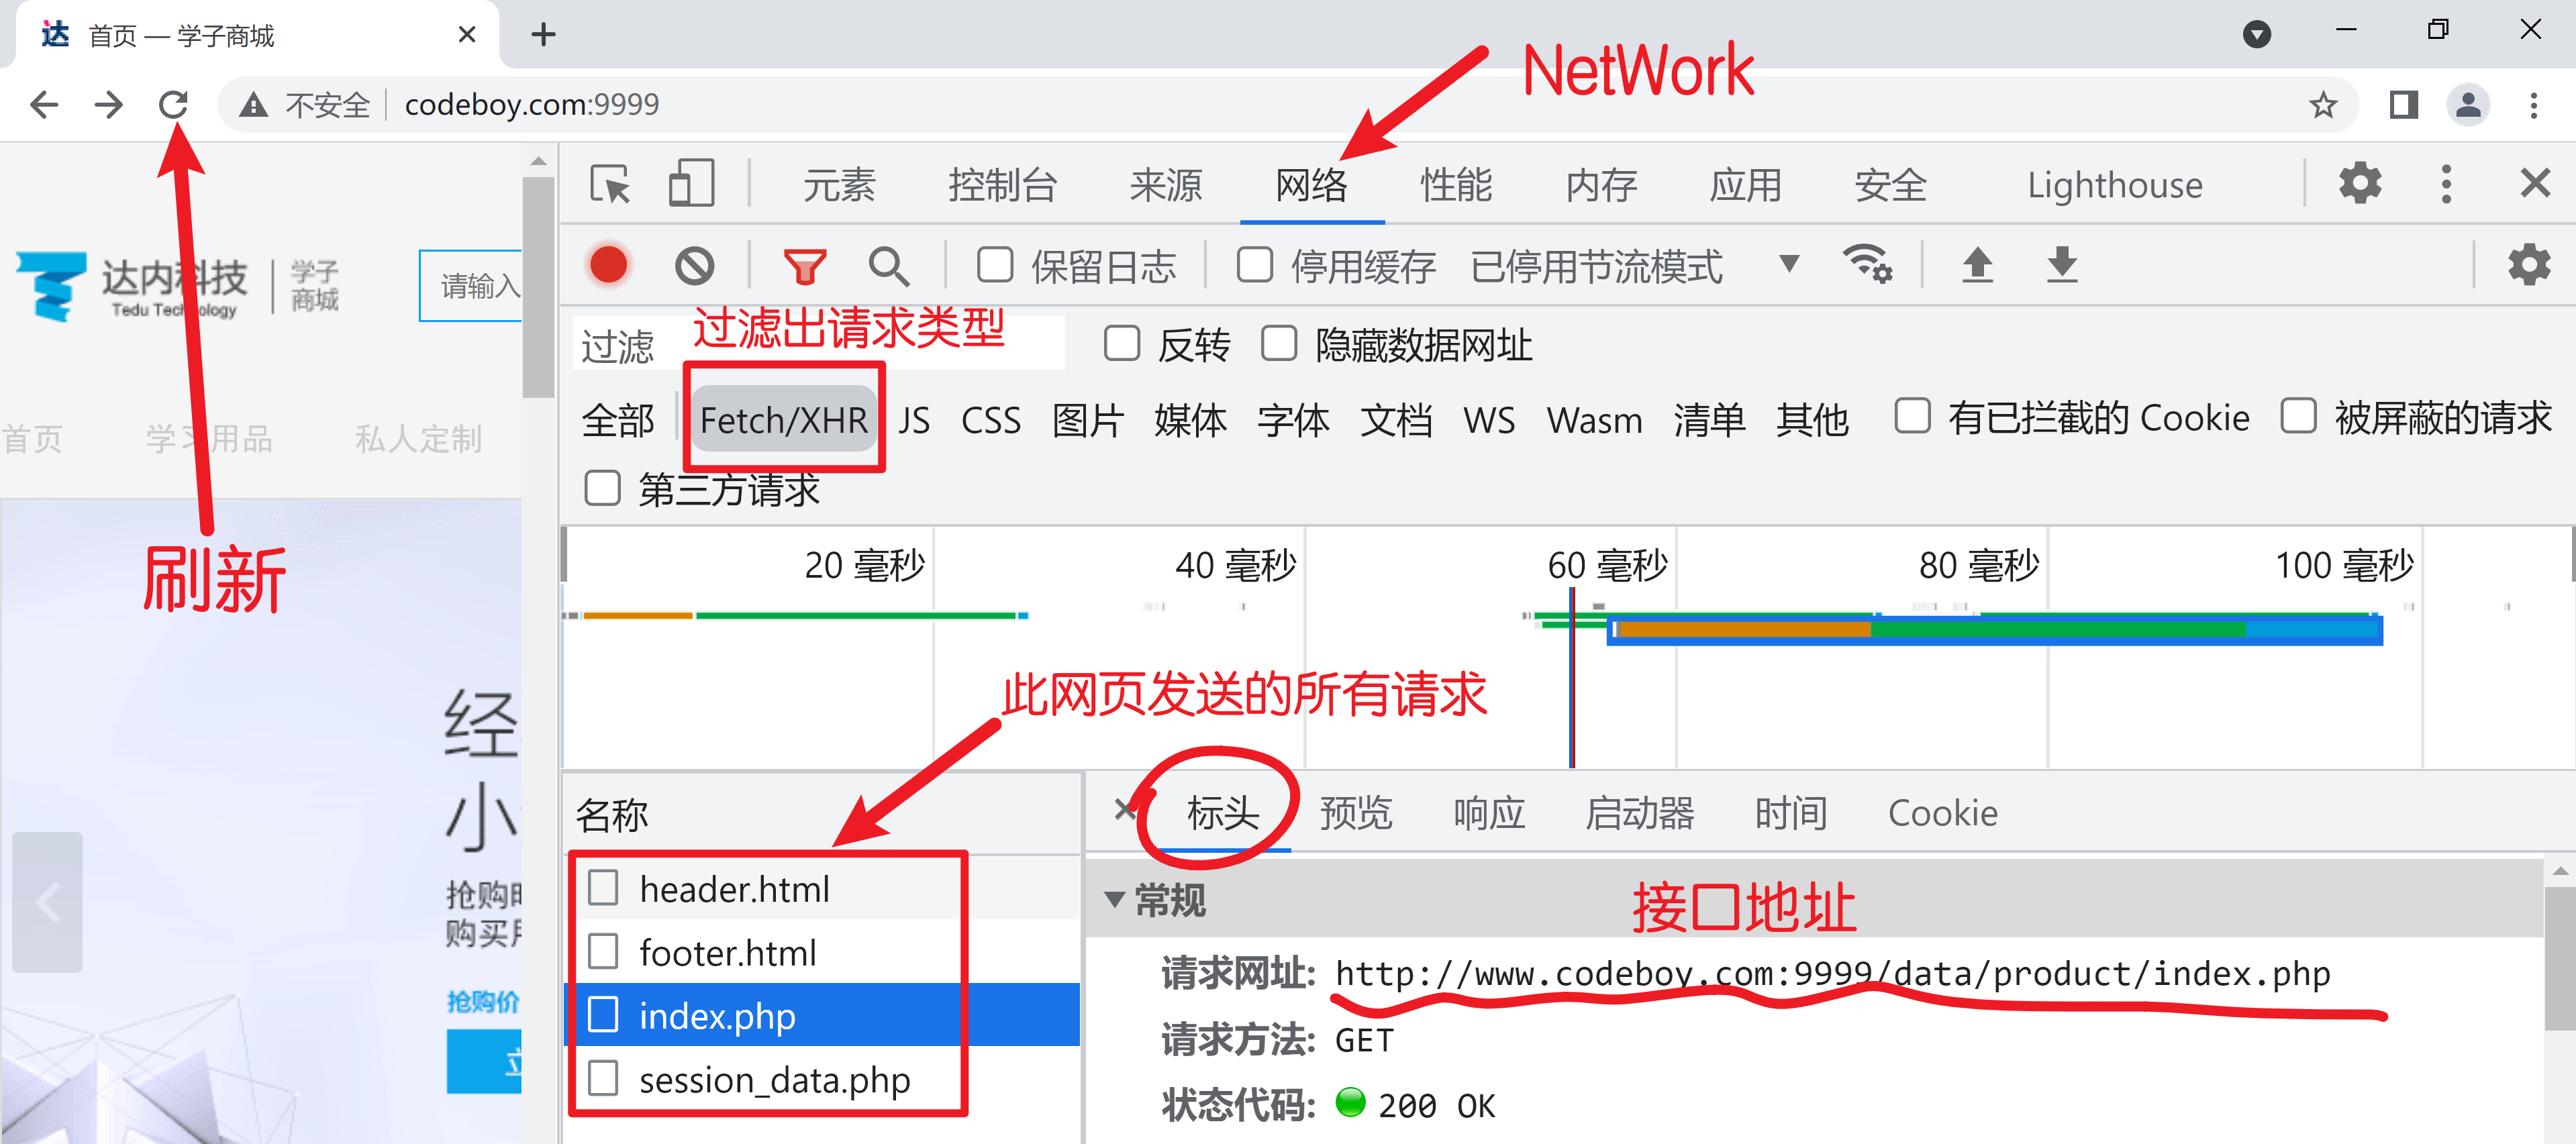 首页 — 学子商城
不安全 codeboy.com:9999
NetWork
元素 控制台 来源 网络 性能 内存 应用 安全 Lighthouse
达内科技 学子
Tedu Technology 商城
请输入
保留日志 停用缓存 已停用节流模式
过滤 过滤出请求类型 反转 隐藏数据网址
全部 Fetch/XHR JS CSS 图片 媒体 字体 文档 WS Wasm 清单 其他 有已拦截的 Cookie 被屏蔽的请求
首页 学习用品 私人定制
第三方请求
刷新
20 毫秒 40 毫秒 60 毫秒 80 毫秒 100 毫秒
此网页发送的所有请求
经
小
抢购
购买
抢购价
立
名称
header.html
footer.html
index.php
session_data.php
标头 预览 响应 启动器 时间 Cookie
常规 接口地址
请求网址: http://www.codeboy.com:9999/data/product/index.php
请求方法: GET
状态代码: 200 OK